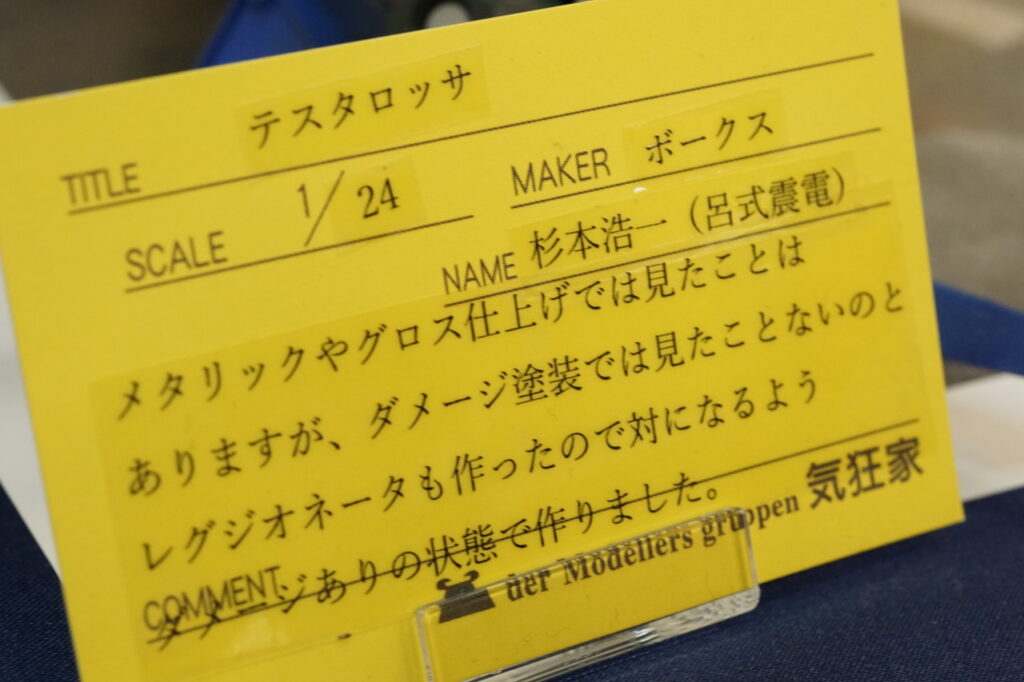 TITLE テスタロッサ
SCALE 1/24 MAKER ボークス
NAME 杉本浩一（呂式震電）
メタリックやグロス仕上げでは見たことは
ありますが、ダメージ塗装では見たことないのと
レグジオネータも作ったので対になるよう
COMMENT ダメージありの状態で作りました。
der Modellers gruppen 気狂家